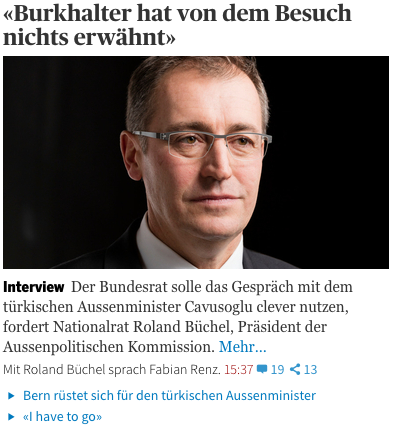 «Burkhalter hat von dem Besuch
nichts erwähnt»
Interview Der Bundesrat solle das Gespräch mit dem
türkischen Aussenminister Cavusoglu clever nutzen,
fordert Nationalrat Roland Büchel, Präsident der
Aussenpolitischen Kommission. Mehr...
Mit Roland Büchel sprach Fabian Renz. 15:37 19 13
Bern rüstet sich für den türkischen Aussenminister
«I have to go»